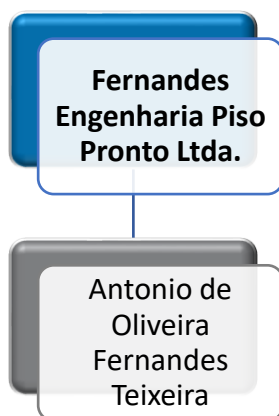 Fernandes
Engenharia Piso
Pronto Ltda.
Antonio de
Oliveira
Fernandes
Teixeira